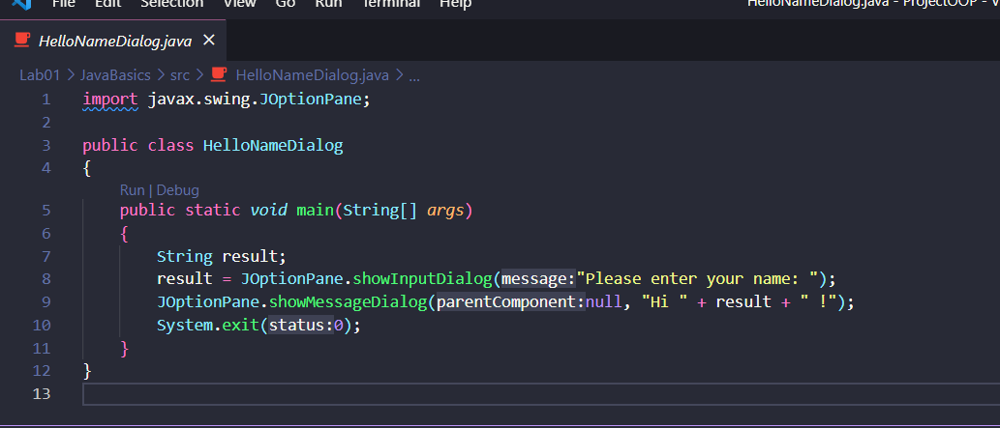 File Edit Selection View Go Run Terminal Help HelloNameDialog.java - ProjectOOP - V
HelloNameDialog.java ×
Lab01 > JavaBasics > src > HelloNameDialog.java > ...
1 import javax.swing.JOptionPane;
2
3 public class HelloNameDialog
4 {
Run | Debug
5 public static void main(String[] args)
6 {
7 String result;
8 result = JOptionPane.showInputDialog(message:"Please enter your name: ");
9 JOptionPane.showMessageDialog(parentComponent:null, "Hi " + result + " !");
10 System.exit(status:0);
11 }
12 }
13